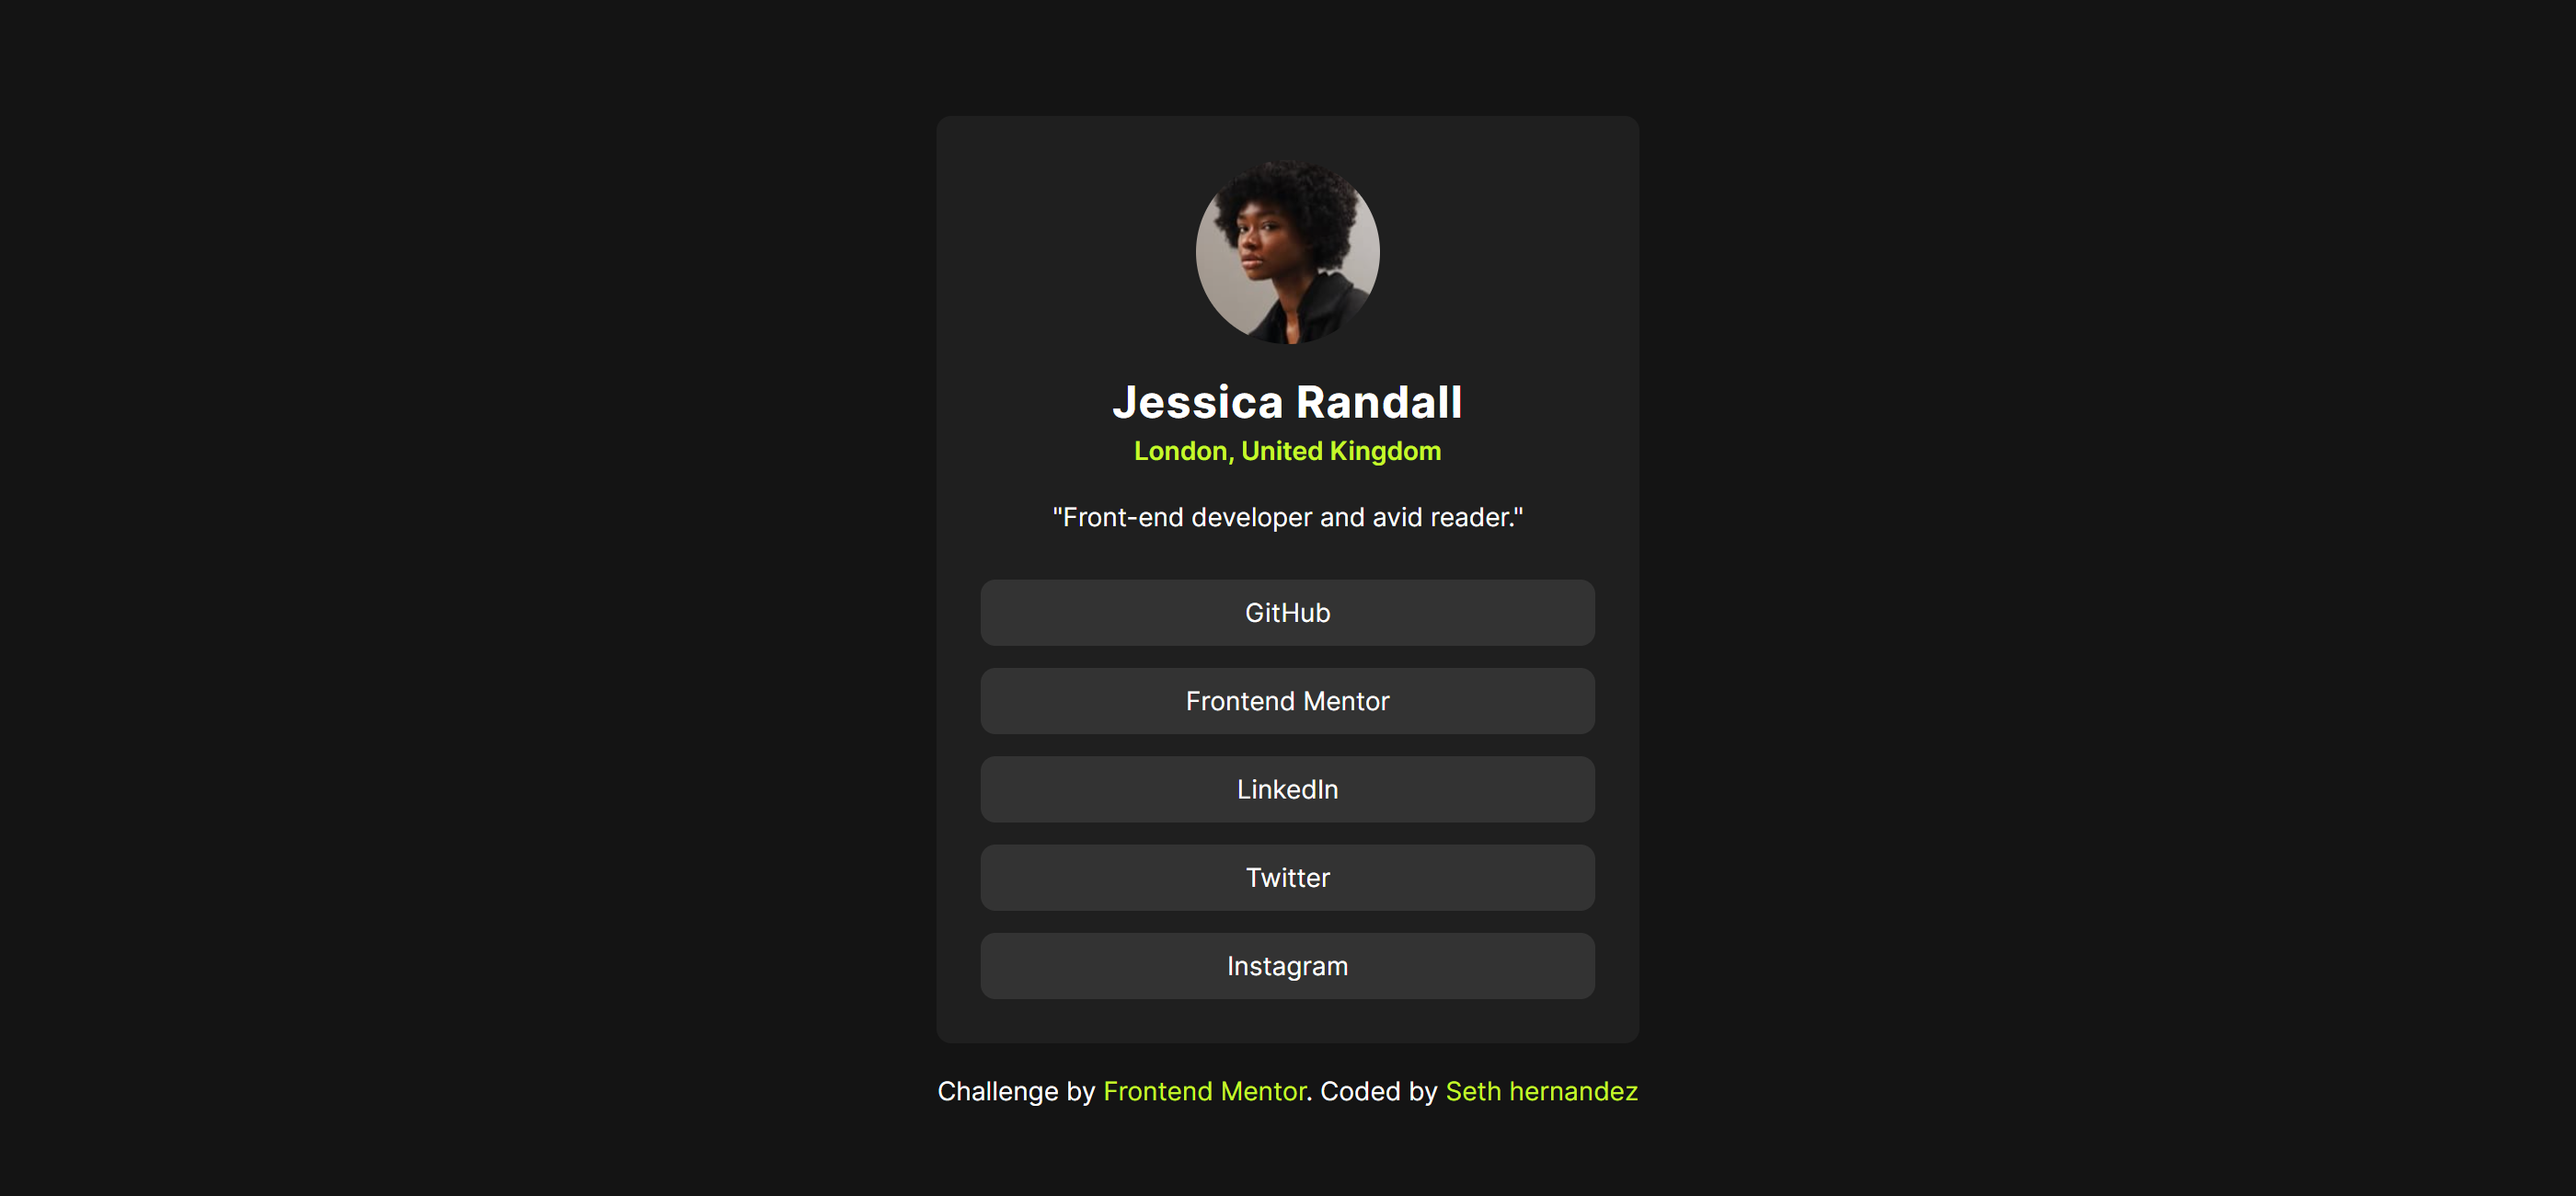 Jessica Randall
London, United Kingdom
"Front-end developer and avid reader."
GitHub
Frontend Mentor
LinkedIn
Twitter
Instagram
Challenge by Frontend Mentor. Coded by Seth hernandez